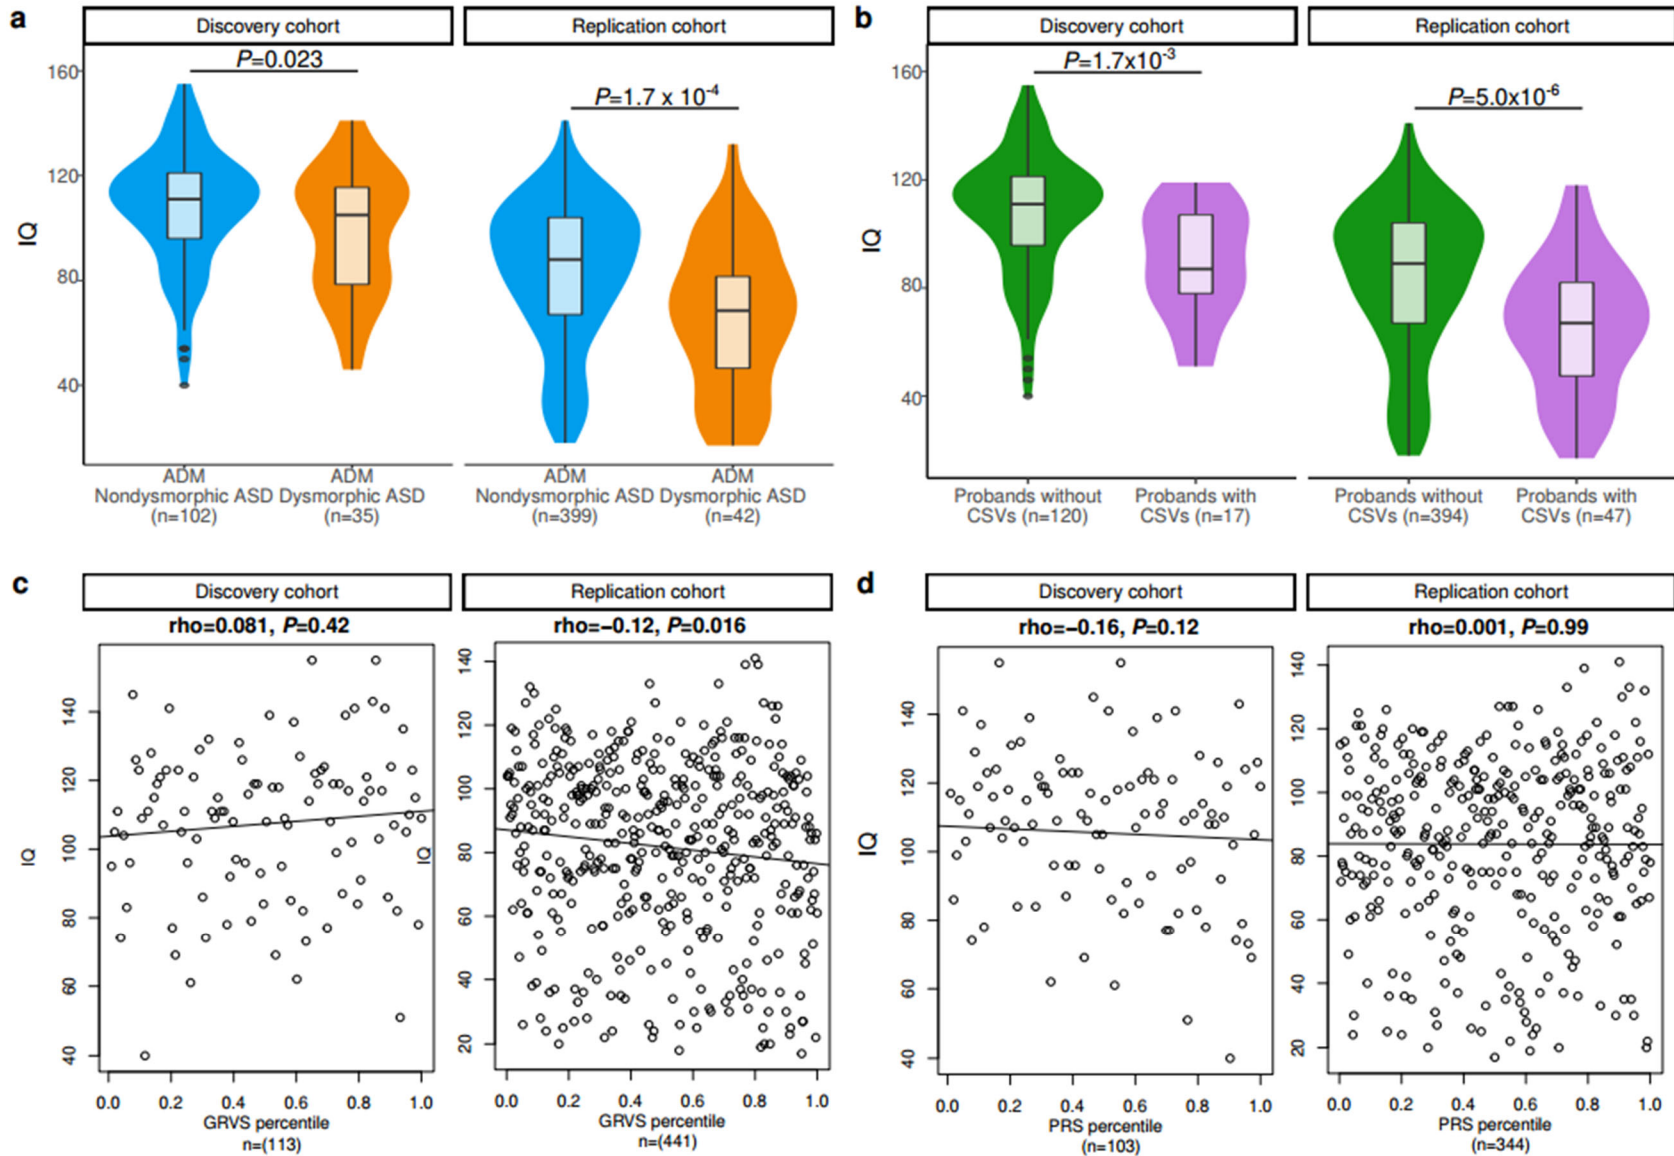 a
Discovery cohort
Replication cohort
P=0.023
P=1.7 x 10-4
IQ
160
120
80
40
ADM
Nondysmorphic ASD
(n=102)
ADM
Dysmorphic ASD
(n=35)
ADM
Nondysmorphic ASD
(n=399)
ADM
Dysmorphic ASD
(n=42)
b
Discovery cohort
Replication cohort
P=1.7x10-3
P=5.0x10-6
IQ
160
120
80
40
Probands without
CSVs (n=120)
Probands with
CSVs (n=17)
Probands without
CSVs (n=394)
Probands with
CSVs (n=47)
c
Discovery cohort
rho=0.081, P=0.42
IQ
140
120
100
80
60
40
0.0 0.2 0.4 0.6 0.8 1.0
GRVS percentile
n=(113)
Replication cohort
rho=−0.12, P=0.016
IQ
140
120
100
80
60
40
20
0.0 0.2 0.4 0.6 0.8 1.0
GRVS percentile
n=(441)
d
Discovery cohort
rho=−0.16, P=0.12
IQ
140
120
100
80
60
40
0.0 0.2 0.4 0.6 0.8 1.0
PRS percentile
(n=103)
Replication cohort
rho=0.001, P=0.99
140
120
100
80
60
40
20
0.0 0.2 0.4 0.6 0.8 1.0
PRS percentile
(n=344)